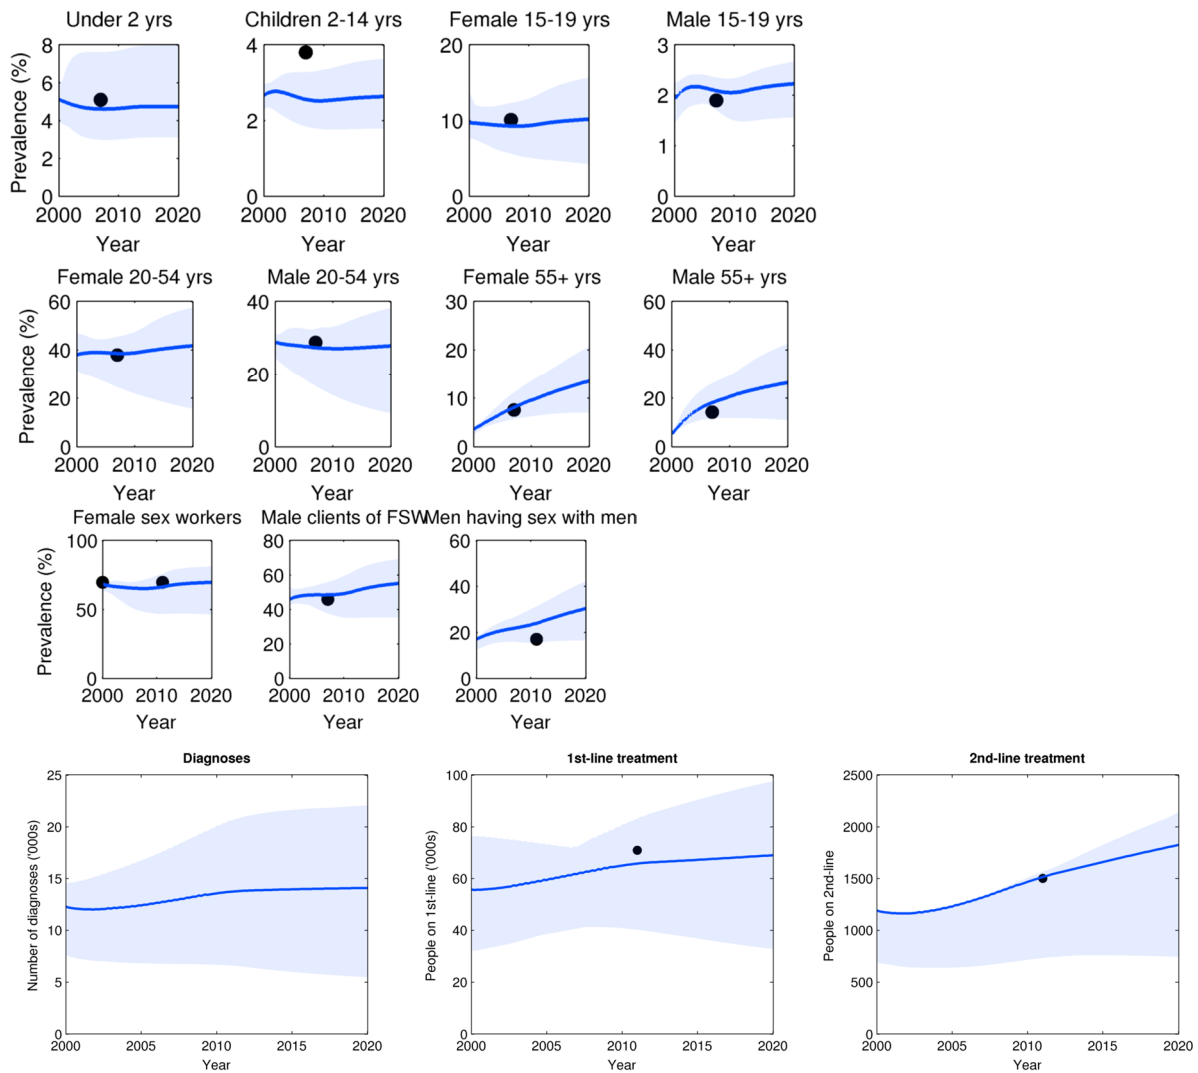 Under 2 yrs
Children 2-14 yrs
Female 15-19 yrs
Male 15-19 yrs
Prevalence (%)
8
6
4
2
0
2000 2010 2020
Year
4
2
0
2000 2010 2020
Year
20
10
0
2000 2010 2020
Year
3
2
1
0
2000 2010 2020
Year
Female 20-54 yrs
Male 20-54 yrs
Female 55+ yrs
Male 55+ yrs
Prevalence (%)
60
40
20
0
2000 2010 2020
Year
40
20
0
2000 2010 2020
Year
30
20
10
0
2000 2010 2020
Year
60
40
20
0
2000 2010 2020
Year
Female sex workers
Male clients of FSW
Men having sex with men
Prevalence (%)
100
50
0
2000 2010 2020
Year
80
60
40
20
0
2000 2010 2020
Year
60
40
20
0
2000 2010 2020
Year
Diagnoses
Number of diagnoses ('000s)
25
20
15
10
5
0
2000 2005 2010 2015 2020
Year
1st-line treatment
People on 1st-line ('000s)
100
80
60
40
20
0
2000 2005 2010 2015 2020
Year
2nd-line treatment
People on 2nd-line
2500
2000
1500
1000
500
0
2000 2005 2010 2015 2020
Year